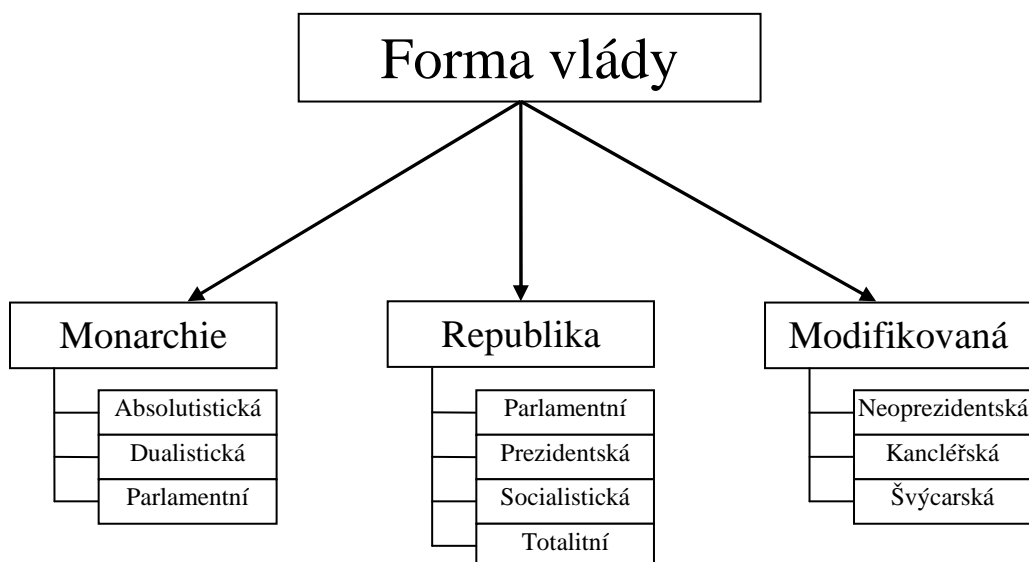 Forma vlády
Monarchie
Absolutistická
Dualistická
Parlamentní
Republika
Parlamentní
Prezidentská
Socialistická
Totalitní
Modifikovaná
Neoprezidentská
Kancléřská
Švýcarská